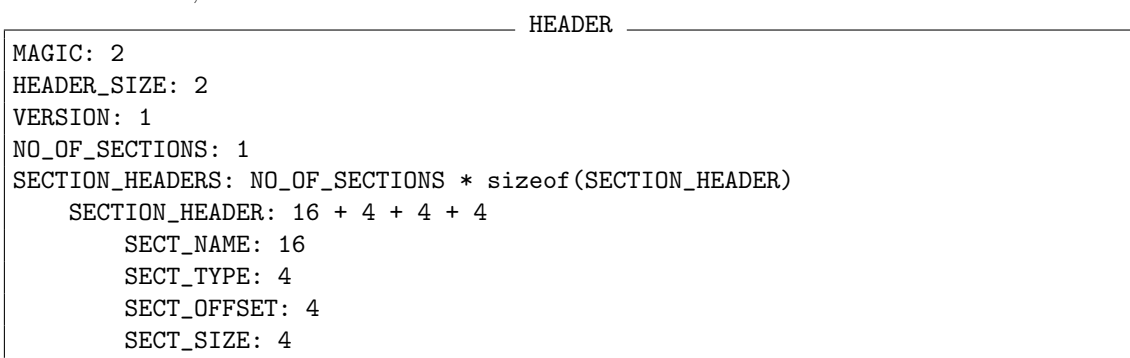 HEADER
MAGIC: 2
HEADER_SIZE: 2
VERSION: 1
NO_OF_SECTIONS: 1
SECTION_HEADERS: NO_OF_SECTIONS * sizeof(SECTION_HEADER)
    SECTION_HEADER: 16 + 4 + 4 + 4
        SECT_NAME: 16
        SECT_TYPE: 4
        SECT_OFFSET: 4
        SECT_SIZE: 4